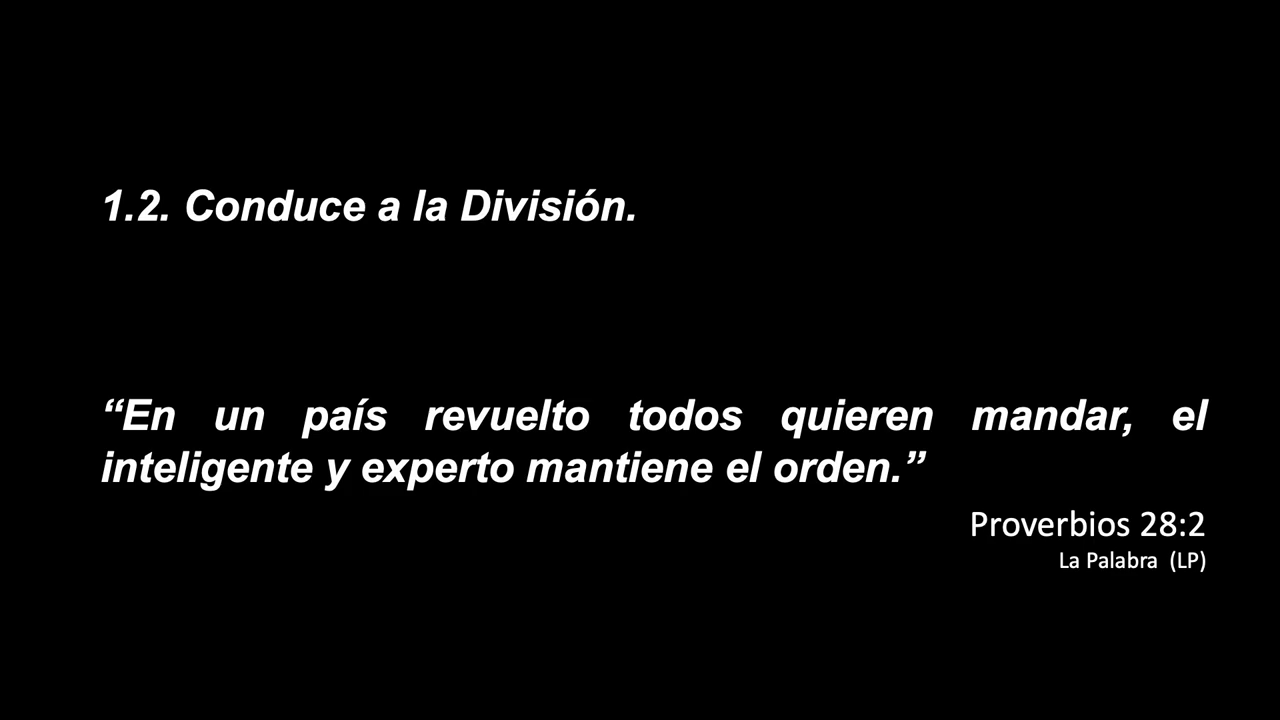 1.2. Conduce a la División.
“En un país revuelto todos quieren mandar, el
inteligente y experto mantiene el orden.”
Proverbios 28:2
La Palabra (LP)